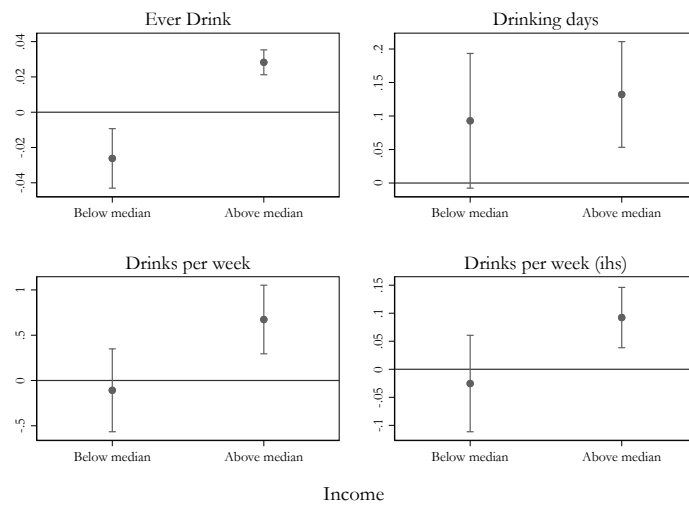 Ever Drink
.04
.02
0
-.02
-.04
Below median
Above median
Drinking days
.2
.15
.1
.05
0
Below median
Above median
Drinks per week
1
.5
0
-.5
Below median
Above median
Drinks per week (ihs)
.15
.1
.05
0
-.05
-.1
Below median
Above median
Income